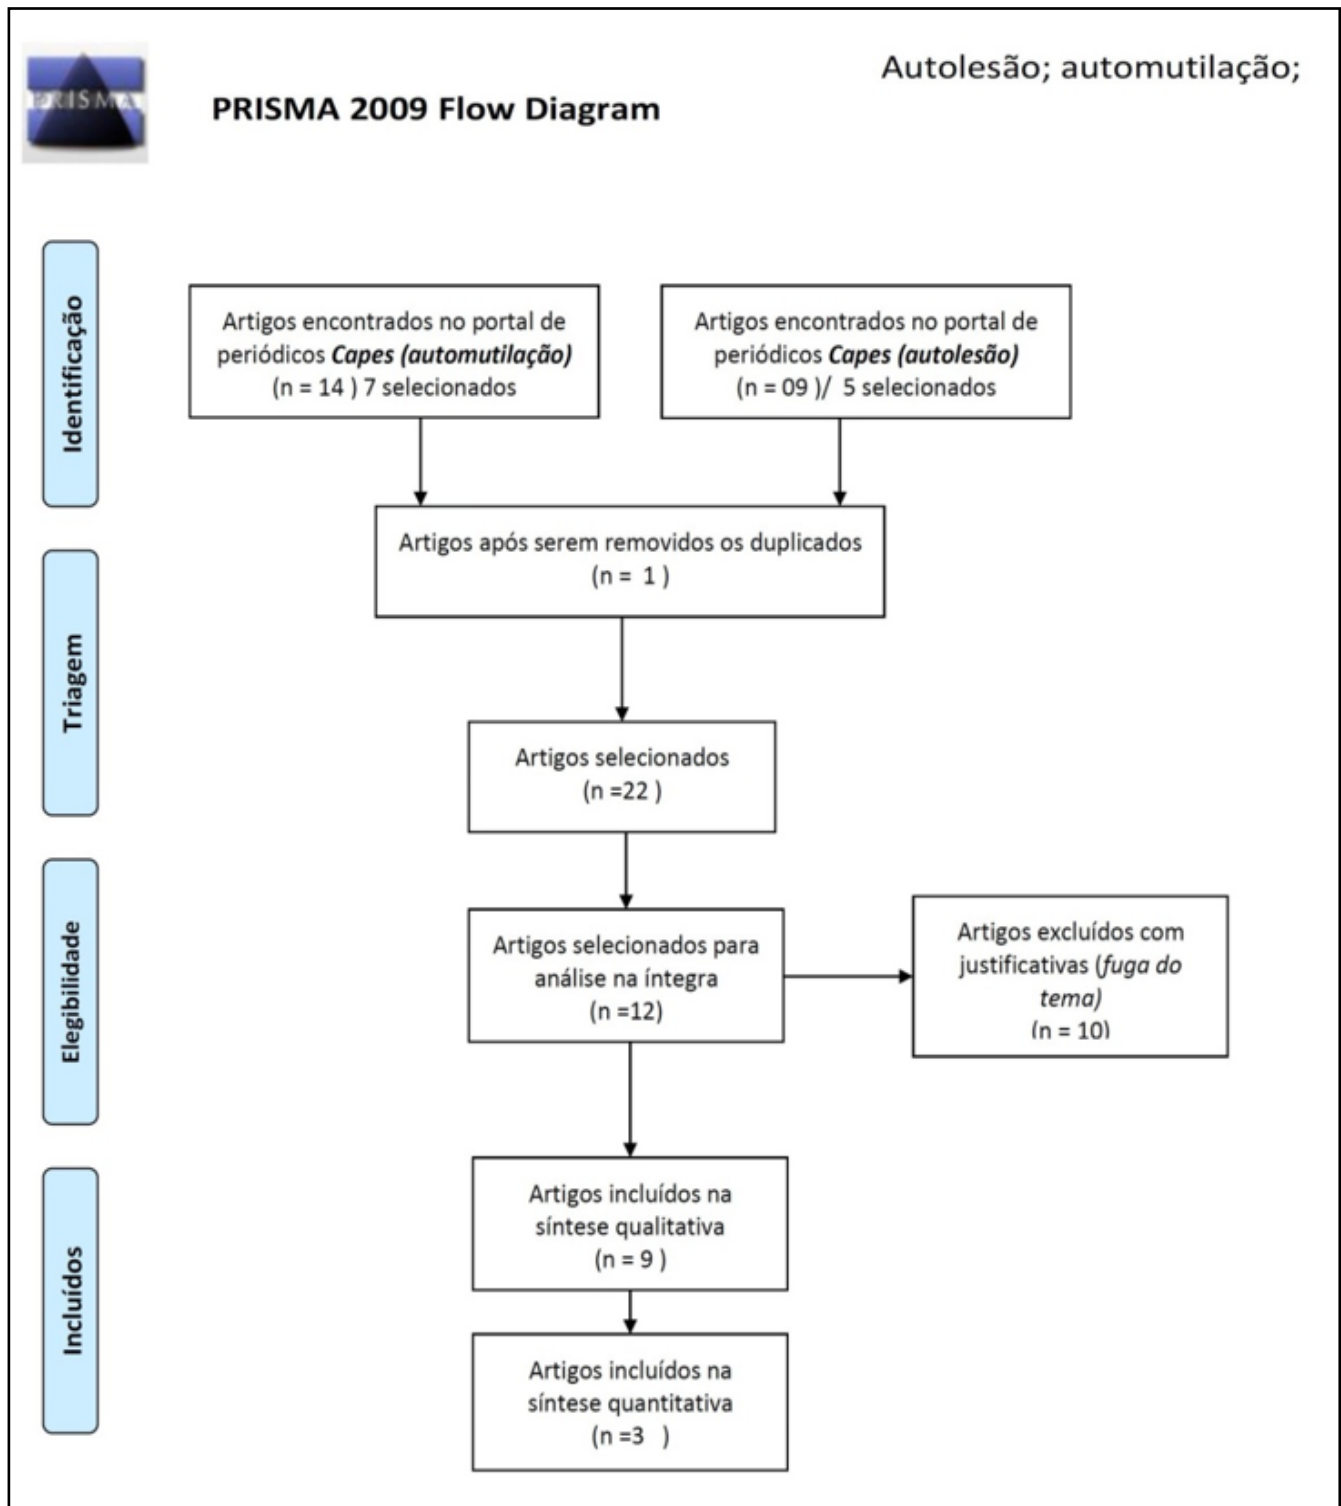 Autolesão; automutilação;
PRISMA
PRISMA 2009 Flow Diagram
Identificação
Artigos encontrados no portal de
periódicos Capes (automutilação)
(n = 14 ) 7 selecionados
Artigos encontrados no portal de
periódicos Capes (autolesão)
(n = 09 )/ 5 selecionados
Artigos após serem removidos os duplicados
(n = 1 )
Triagem
Artigos selecionados
(n =22 )
Elegibilidade
Artigos selecionados para
análise na íntegra
(n =12)
Artigos excluídos com
justificativas (fuga do
tema)
(n = 10)
Incluídos
Artigos incluídos na
síntese qualitativa
(n = 9 )
Artigos incluídos na
síntese quantitativa
(n =3 )